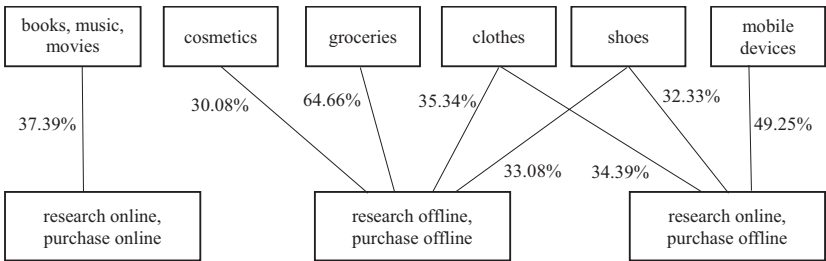 books, music,
movies
cosmetics
groceries
clothes
shoes
mobile
devices
37.39%
30.08%
64.66%
35.34%
32.33%
49.25%
33.08%
34.39%
research online,
purchase online
research offline,
purchase offline
research online,
purchase offline